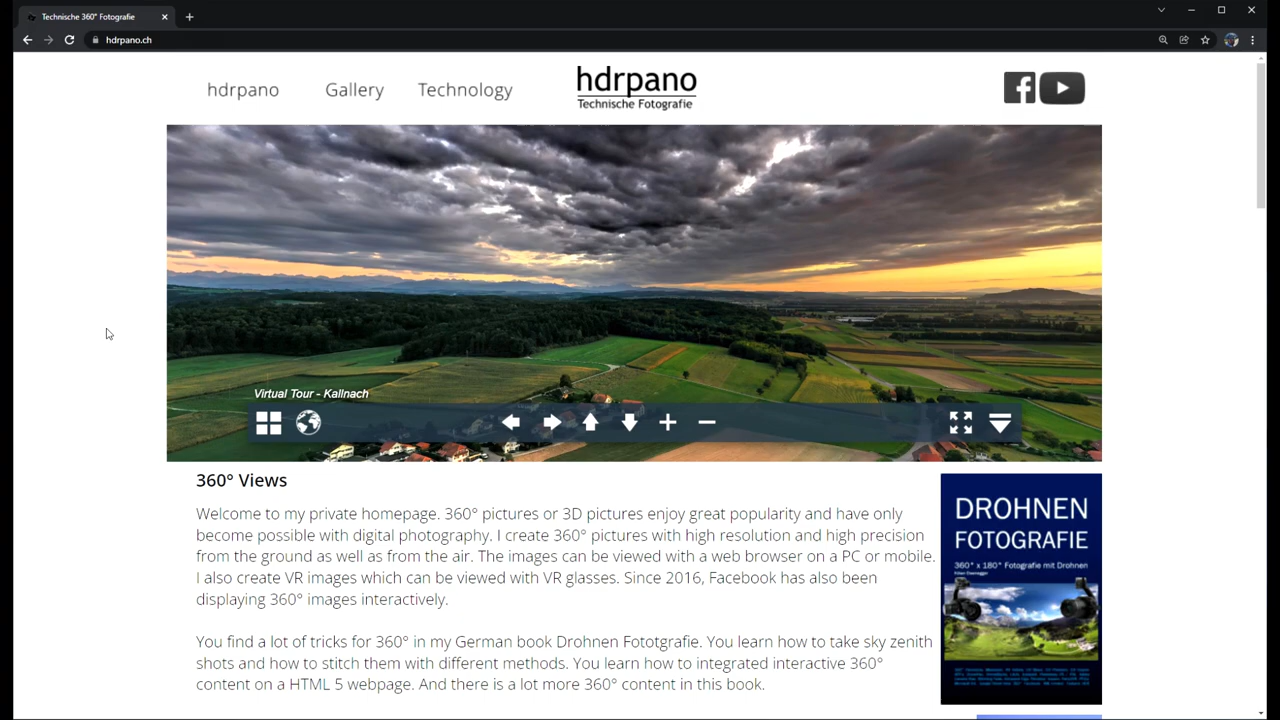 Technische 360° Fotografie
hdrpano.ch
hdrpano Gallery Technology
hdrpano
Technische Fotografie
Virtual Tour - Kallnach
360° Views
Welcome to my private homepage. 360° pictures or 3D pictures enjoy great popularity and have only
become possible with digital photography. I create 360° pictures with high resolution and high precision
from the ground as well as from the air. The images can be viewed with a web browser on a PC or mobile.
I also create VR images which can be viewed with VR glasses. Since 2016, Facebook has also been
displaying 360° images interactively.
You find a lot of tricks for 360° in my German book Drohnen Fototgrafie. You learn how to take sky zenith
shots and how to stitch them with different methods. You learn how to integrated interactive 360°
content in HTML
And there is a lot more 360° content in
DROHNEN
FOTOGRAFIE
360° x 180° Fotografie mit Drohnen